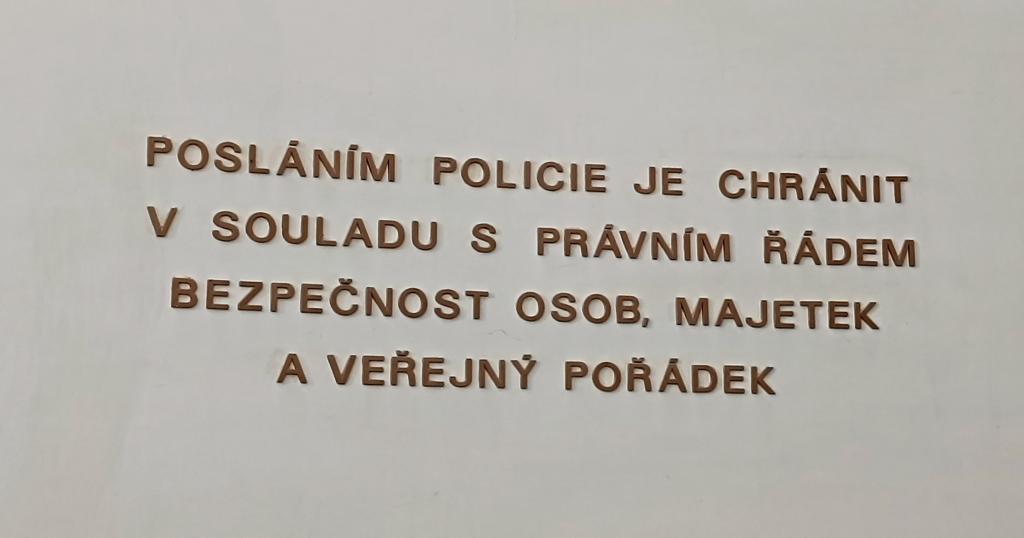 POSLÁNÍM POLICIE JE CHRÁNIT
V SOULADU S PRÁVNÍM ŘÁDEM
BEZPEČNOST OSOB, MAJETEK
A VEŘEJNÝ POŘÁDEK